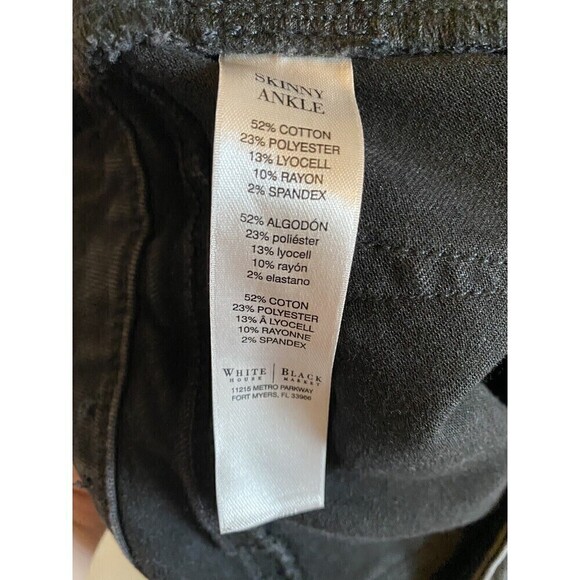 SKINNY
ANKLE
52% COTTON
23% POLYESTER
13% LYOCELL
10% RAYON
2% SPANDEX
52% ALGODÓN
23% poliéster
13% lyocell
10% rayón
2% elastano
52% COTON
23% POLYESTER
13% Â LYOCELL
10% RAYONNE
2% SPANDEX
WHITE | BLACK
HOUSE MARKET
11215 METRO PARKWAY
FORT MYERS, FL 33966